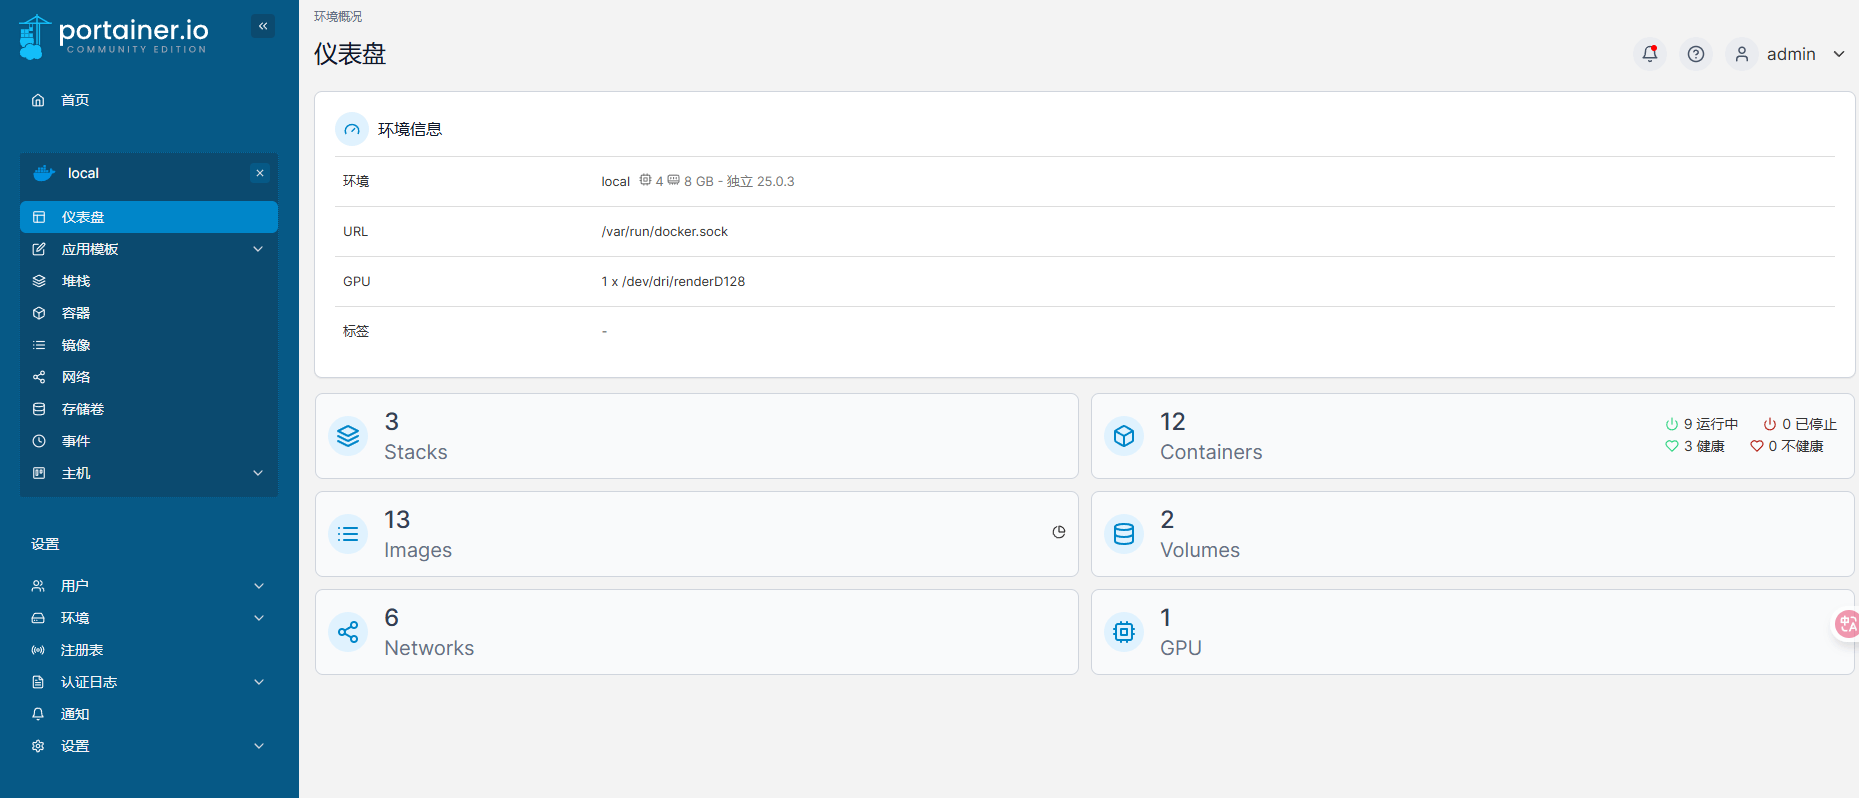 portainer.io
COMMUNITY EDITION
首页
local
仪表盘
应用模板
堆栈
容器
镜像
网络
存储卷
事件
主机
设置
用户
环境
注册表
认证日志
通知
设置
环境概况
仪表盘
admin
环境信息
环境 local 4 8 GB - 独立 25.0.3
URL /var/run/docker.sock
GPU 1 x /dev/dri/renderD128
标签 -
3
Stacks
12
Containers
9 运行中 0 已停止
3 健康 0 不健康
13
Images
2
Volumes
6
Networks
1
GPU
中A